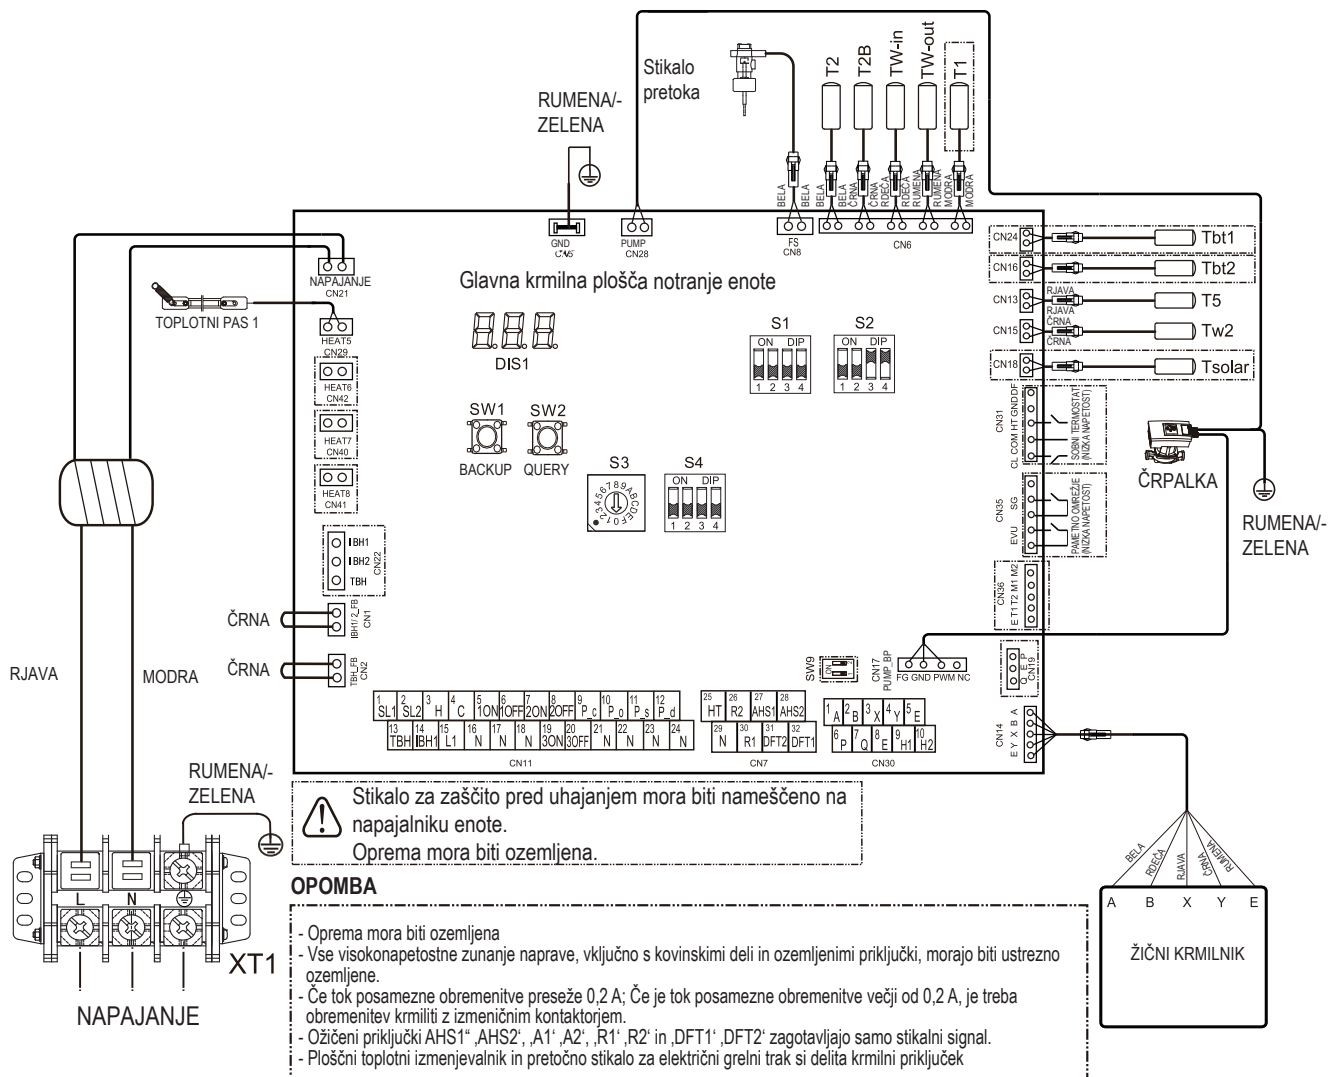 Stikalo
pretoka
RUMENA/-
ZELENA
T2
T2B
TW-in
TW-out
T1
BELA
BELA
BELA
BELA
ČRNA
ČRNA
RDEČA
RDEČA
RUMENA
RUMENA
MODRA
MODRA
GND
PUMP
CN28
FS
CN8
CN6
NAPAJANJE
CN21
TOPLOTNI PAS 1
HEAT5
CN29
HEAT6
CN42
HEAT7
CN40
HEAT8
CN41
Glavna krmilna plošča notranje enote
DIS1
S1
ON DIP
1 2 3 4
S2
ON DIP
1 2 3 4
SW1
BACKUP
SW2
QUERY
S3
0123456789ABCDEF
S4
ON DIP
1 2 3 4
CN24
Tbt1
CN16
Tbt2
CN13
RJAVA
RJAVA
T5
CN15
ČRNA
ČRNA
Tw2
CN18
Tsolar
CN31
CL COM HT GND DF
SOBNI TERMOSTAT
(NIZKA NAPETOST)
CN35
EVU SG
PAMETNO OMREŽJE
(NIZKA NAPETOST)
CN36
E T1 T2 M1 M2
CN19
Q E P
CN14
E Y X B A
ČRPALKA
RUMENA/-
ZELENA
IBH1
IBH2
TBH
CN22
ČRNA
IBH1/ 2_FB
CN1
ČRNA
TBH_FB
CN2
RJAVA
MODRA
SW9
ON
CN17
PUMP_BP
FG GND PWM NC
1 2 3 4 5 6 7 8 9 10 11 12
SL1 SL2 H C 1ON 1OFF 2ON 2OFF P_c P_o P_s P_d
13 14 15 16 17 18 19 20 21 22 23 24
TBH IBH1 L1 N N N 3ON 3OFF N N N N
CN11
25 26 27 28
HT R2 AHS1 AHS2
29 30 31 32
N R1 DFT2 DFT1
CN7
1 2 3 4 5
A B X Y E
6 7 8 9 10
P Q E H1 H2
CN30
RUMENA/-
ZELENA
Stikalo za zaščito pred uhajanjem mora biti nameščeno na
napajalniku enote.
Oprema mora biti ozemljena.
L N
XT1
NAPAJANJE
OPOMBA
- Oprema mora biti ozemljena
- Vse visokonapetostne zunanje naprave, vključno s kovinskimi deli in ozemljenimi priključki, morajo biti ustrezno
ozemljene.
- Če tok posamezne obremenitve preseže 0,2 A; Če je tok posamezne obremenitve večji od 0,2 A, je treba
obremenitev krmiliti z izmeničnim kontaktorjem.
- Ožičeni priključki AHS1“ ‚AHS2‘, ‚A1‘ ‚A2‘, ‚R1‘ ‚R2‘ in ‚DFT1‘ ‚DFT2‘ zagotavljajo samo stikalni signal.
- Ploščni toplotni izmenjevalnik in pretočno stikalo za električni grelni trak si delita krmilni priključek
BELA
RDEČA
RJAVA
ČRNA
RUMENA
A B X Y E
ŽIČNI KRMILNIK